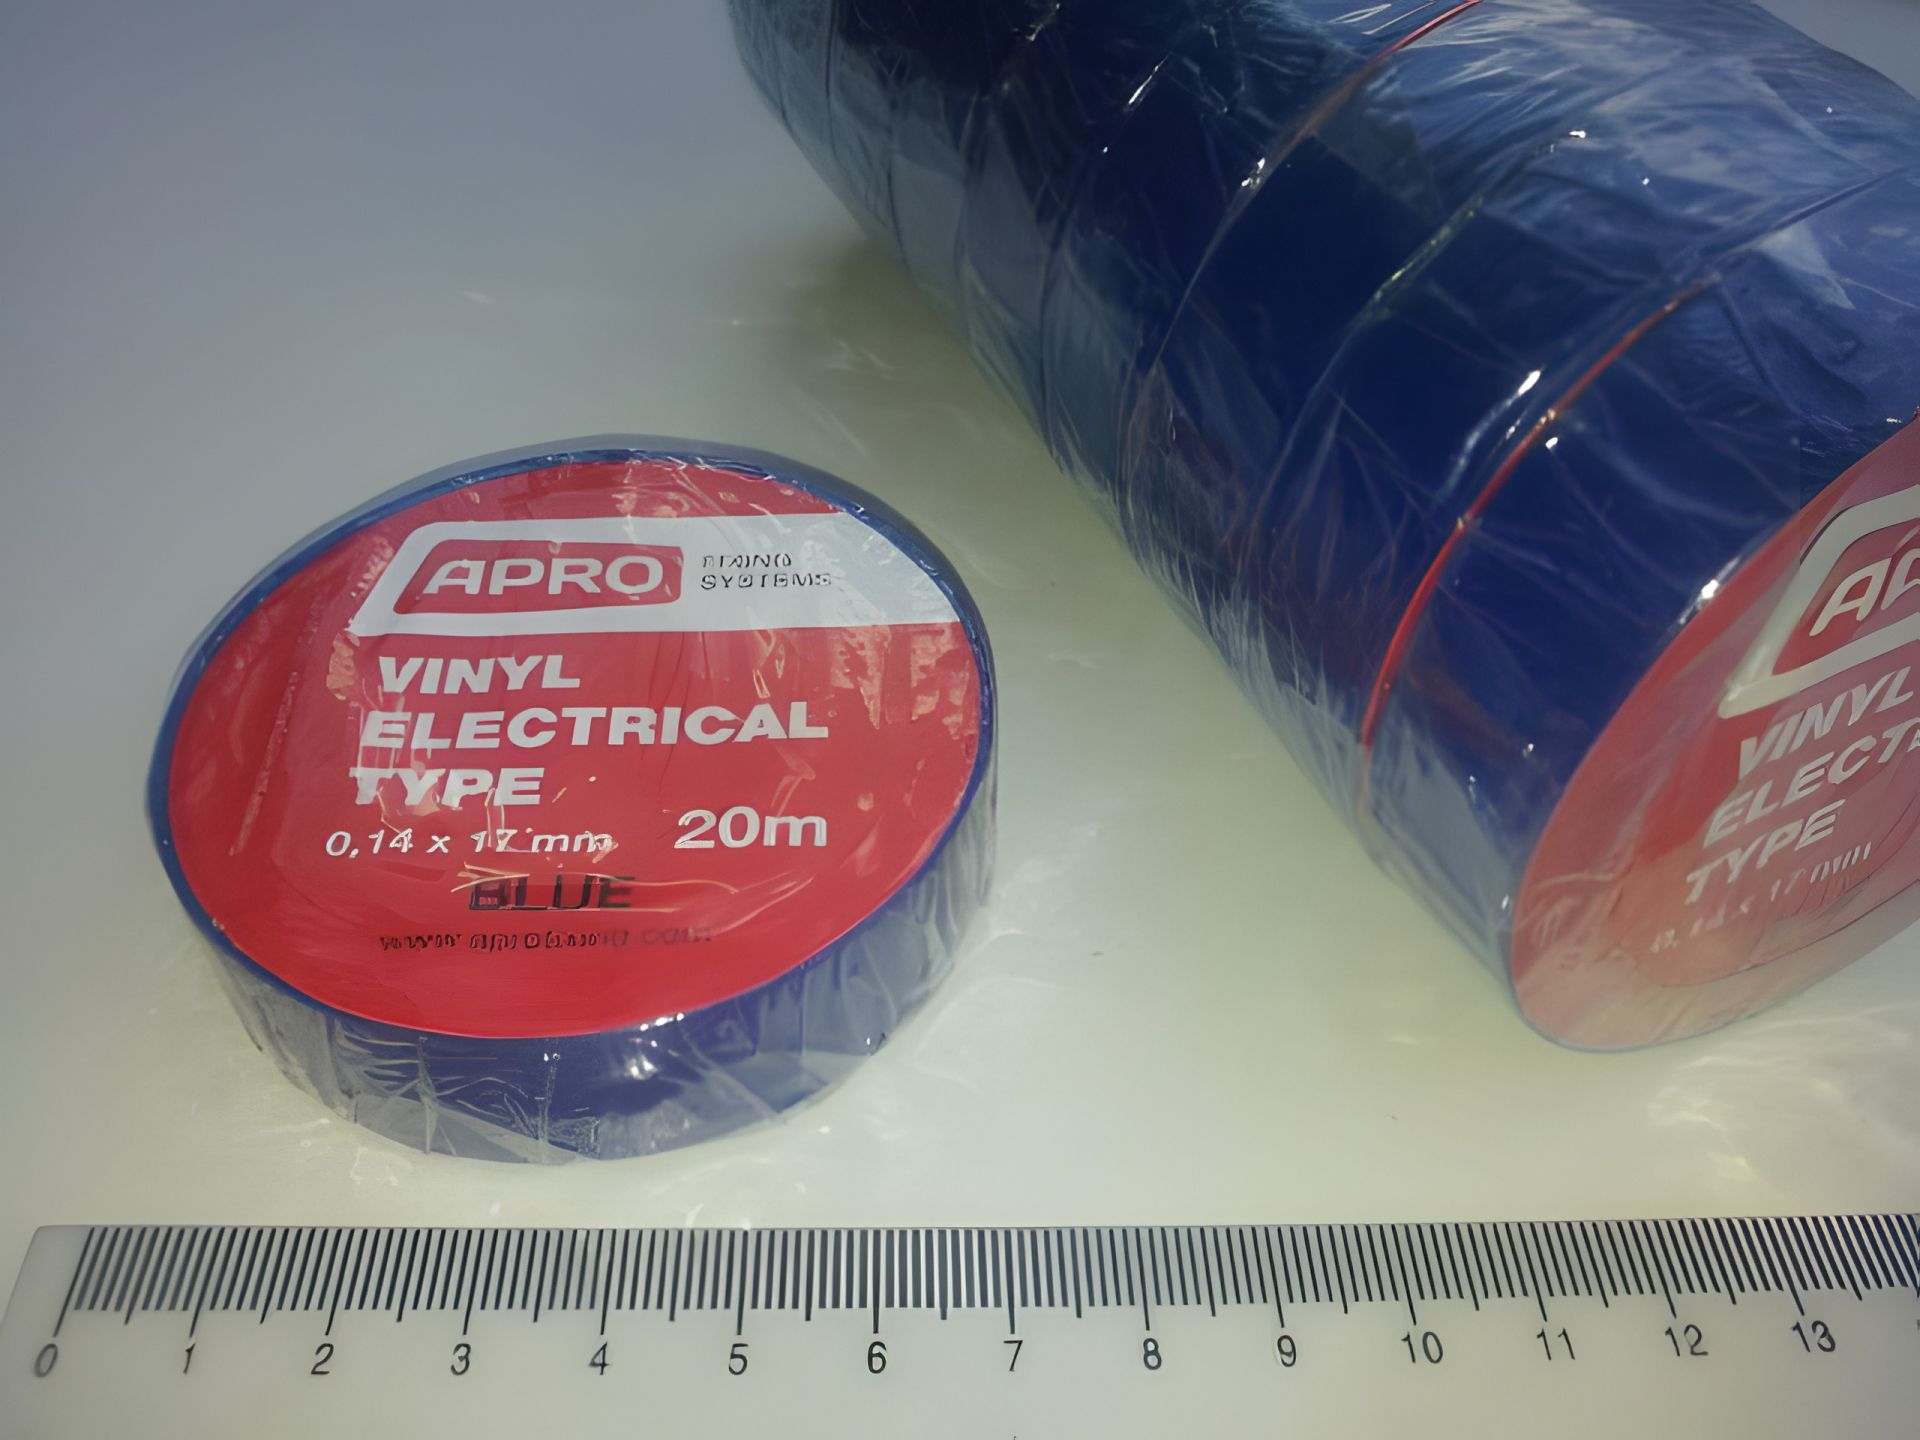 APRO
SYSTEMS
VINYL
ELECTRICAL
TYPE
0,14 x 17 mm 20m
BLUE
VINYL
ELECT
TYPE
0 1 2 3 4 5 6 7 8 9 10 11 12 13